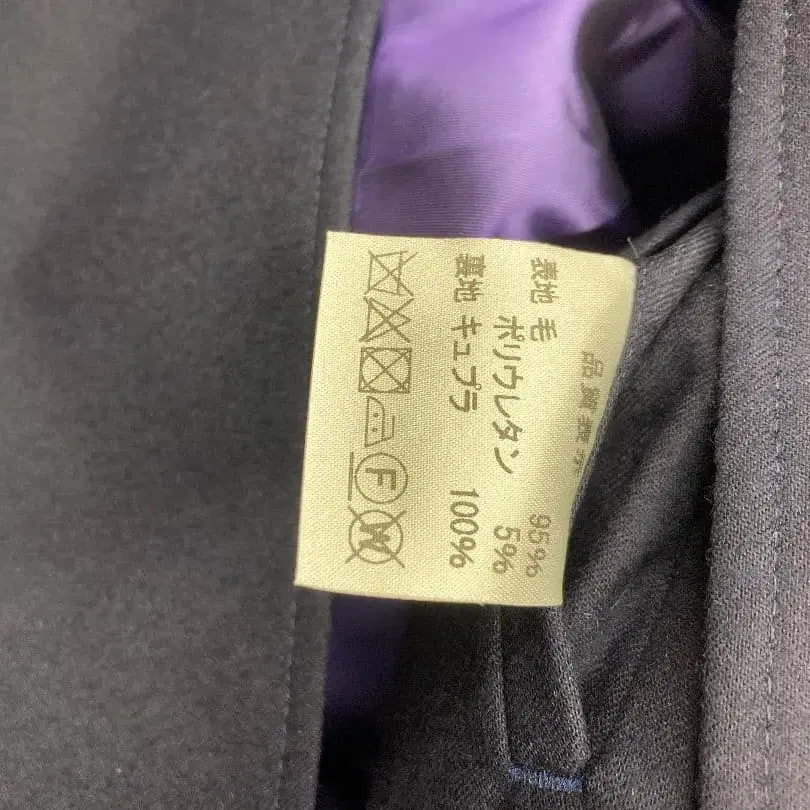 品質表示
表地 毛 95%
ポリウレタン 5%
裏地 キュプラ 100%
F
W